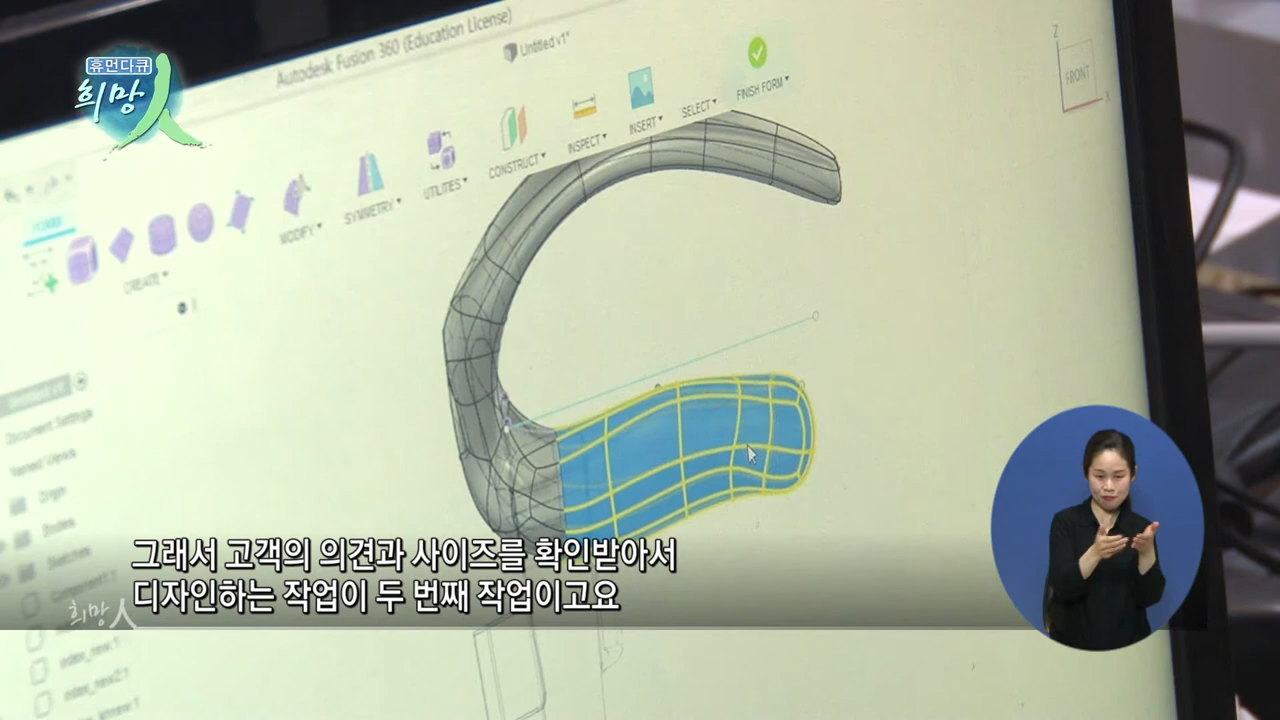 Autodesk Fusion 360 (Education License)
Untitled v1*
휴먼다큐
희망人
FORM
CREATE
MODIFY
SYMMETRY
UTILITIES
CONSTRUCT
INSPECT
INSERT
SELECT
FINISH FORM
Z
FRONT
X
Document Settings
Named Views
Origin
Bodies
Sketches
그래서 고객의 의견과 사이즈를 확인받아서
디자인하는 작업이 두 번째 작업이고요
희망人